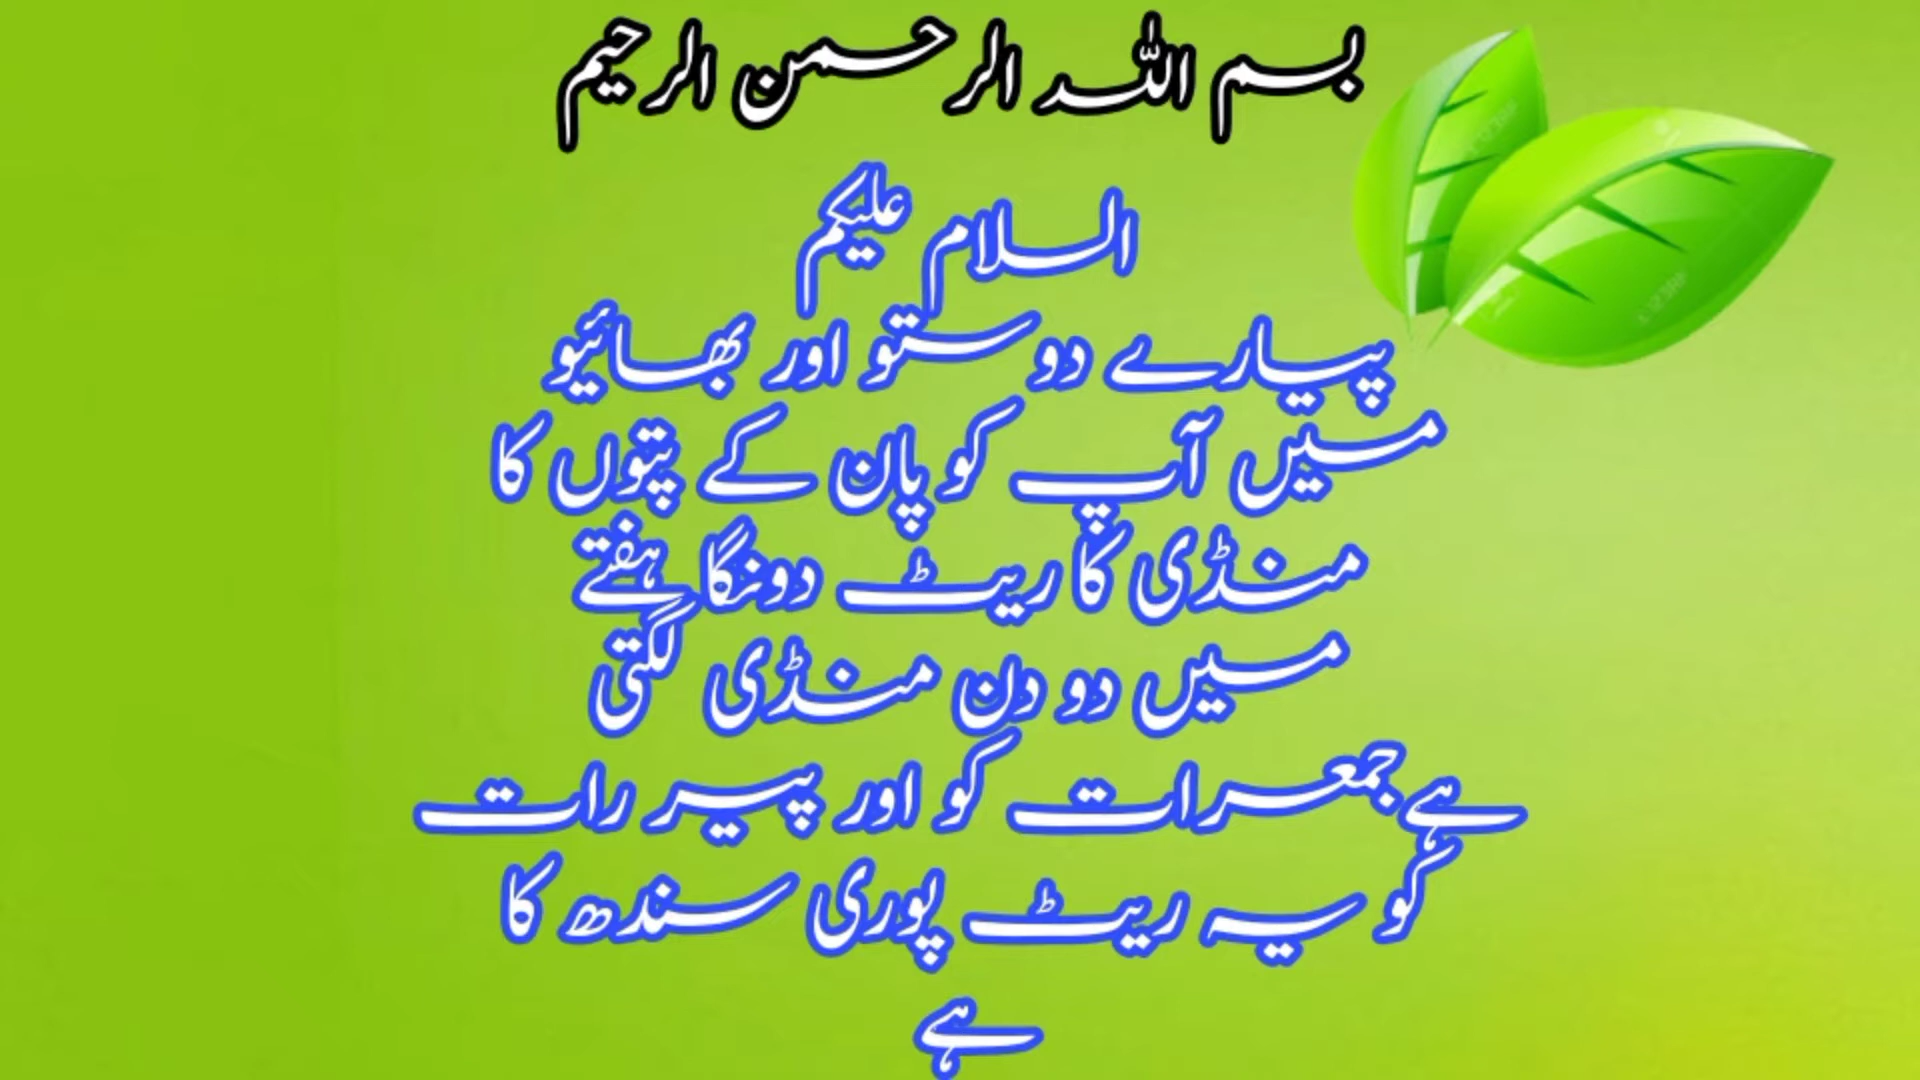 بسم اللہ الرحمن الرحیم
السلام علیکم
پیارے دوستو اور بھائیو
میں آپ کو پان کے پتوں کا
منڈی کا ریٹ دونگا ہفتے
میں دو دن منڈی لگتی
ہے جمعرات کو اور پیر رات
کو یہ ریٹ پوری سندھ کا
ہے